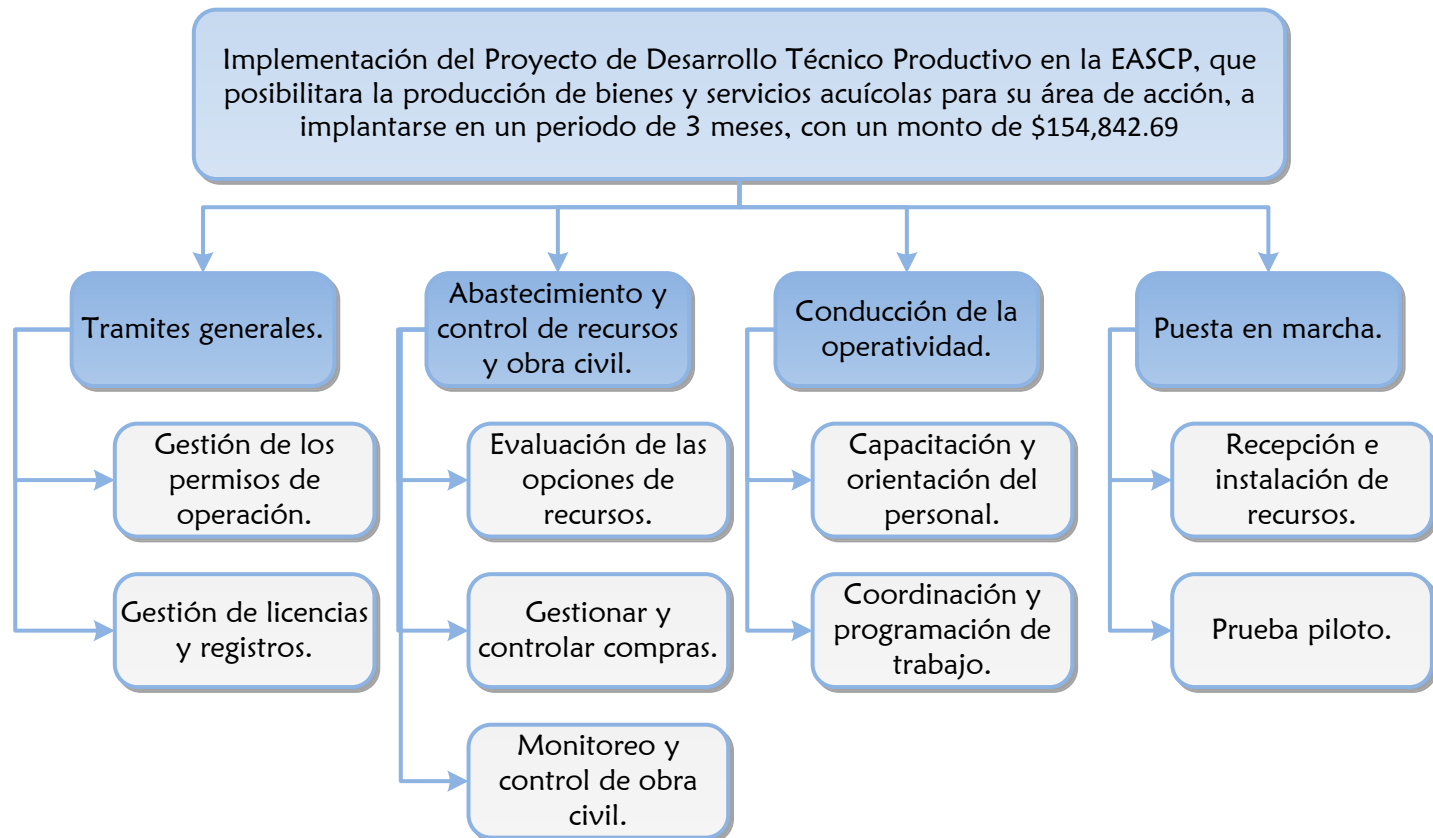 Implementación del Proyecto de Desarrollo Técnico Productivo en la EASCP, que
posibilitara la producción de bienes y servicios acuícolas para su área de acción, a
implantarse en un periodo de 3 meses, con un monto de $154,842.69
Tramites generales.
Gestión de los
permisos de
operación.
Gestión de licencias
y registros.
Abastecimiento y
control de recursos
y obra civil.
Evaluación de las
opciones de
recursos.
Gestionar y
controlar compras.
Monitoreo y
control de obra
civil.
Conducción de la
operatividad.
Capacitación y
orientación del
personal.
Coordinación y
programación de
trabajo.
Puesta en marcha.
Recepción e
instalación de
recursos.
Prueba piloto.